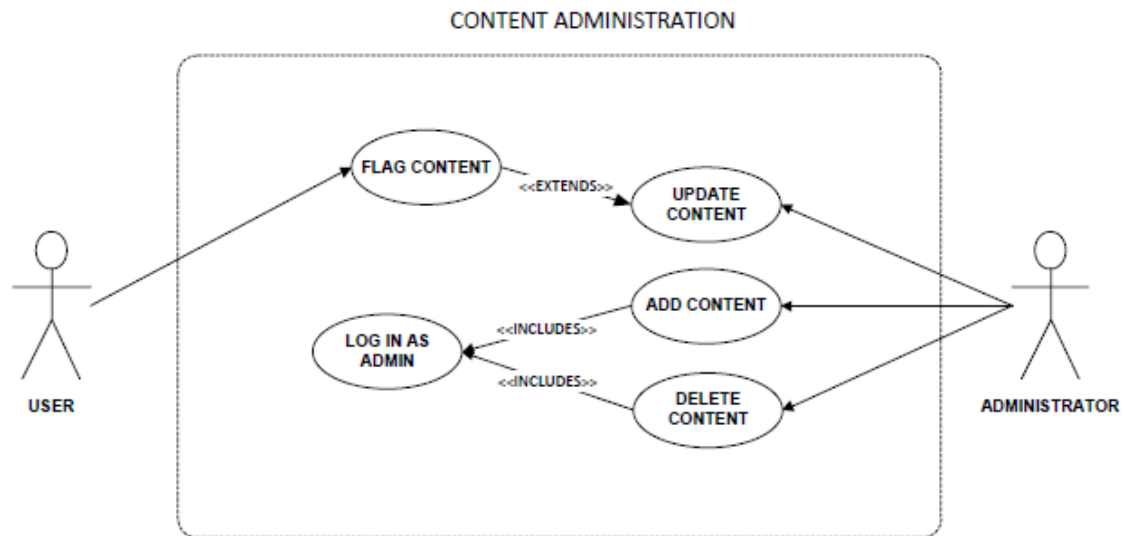 CONTENT ADMINISTRATION
FLAG CONTENT
<<EXTENDS>>
UPDATE
CONTENT
ADD CONTENT
<<INCLUDES>>
LOG IN AS
ADMIN
<<INCLUDES>>
DELETE
CONTENT
USER
ADMINISTRATOR